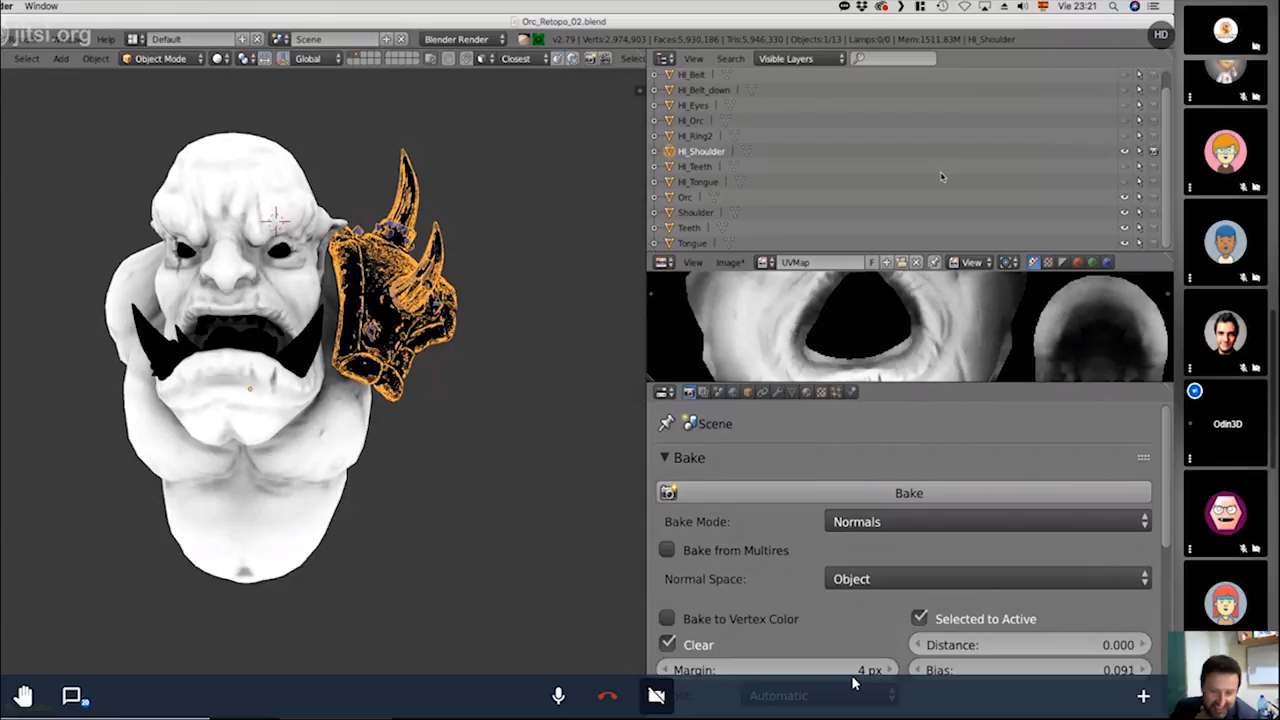 der Window
Vie 23:21
Orc_Retopo_02.blend
jitsi.org
HD
Help
Default
Scene
Blender Render
v2.79 | Verts:2,974,903 | Faces:5,930,186 | Tris:5,946,330 | Objects:1/13 | Lamps:0/0 | Mem:1511.83M | HI_Shoulder
Select Add Object Object Mode Global Closest Selec
View Search Visible Layers
HI_Belt
HI_Belt_down
HI_Eyes
HI_Orc
HI_Ring2
HI_Shoulder
HI_Teeth
HI_Tongue
Orc
Shoulder
Teeth
Tongue
View Image* UVMap F View
Scene
Bake
Bake
Bake Mode: Normals
Bake from Multires
Normal Space: Object
Bake to Vertex Color Selected to Active
Clear Distance: 0.000
Margin: 4 px Bias: 0.091
Automatic
Odin3D